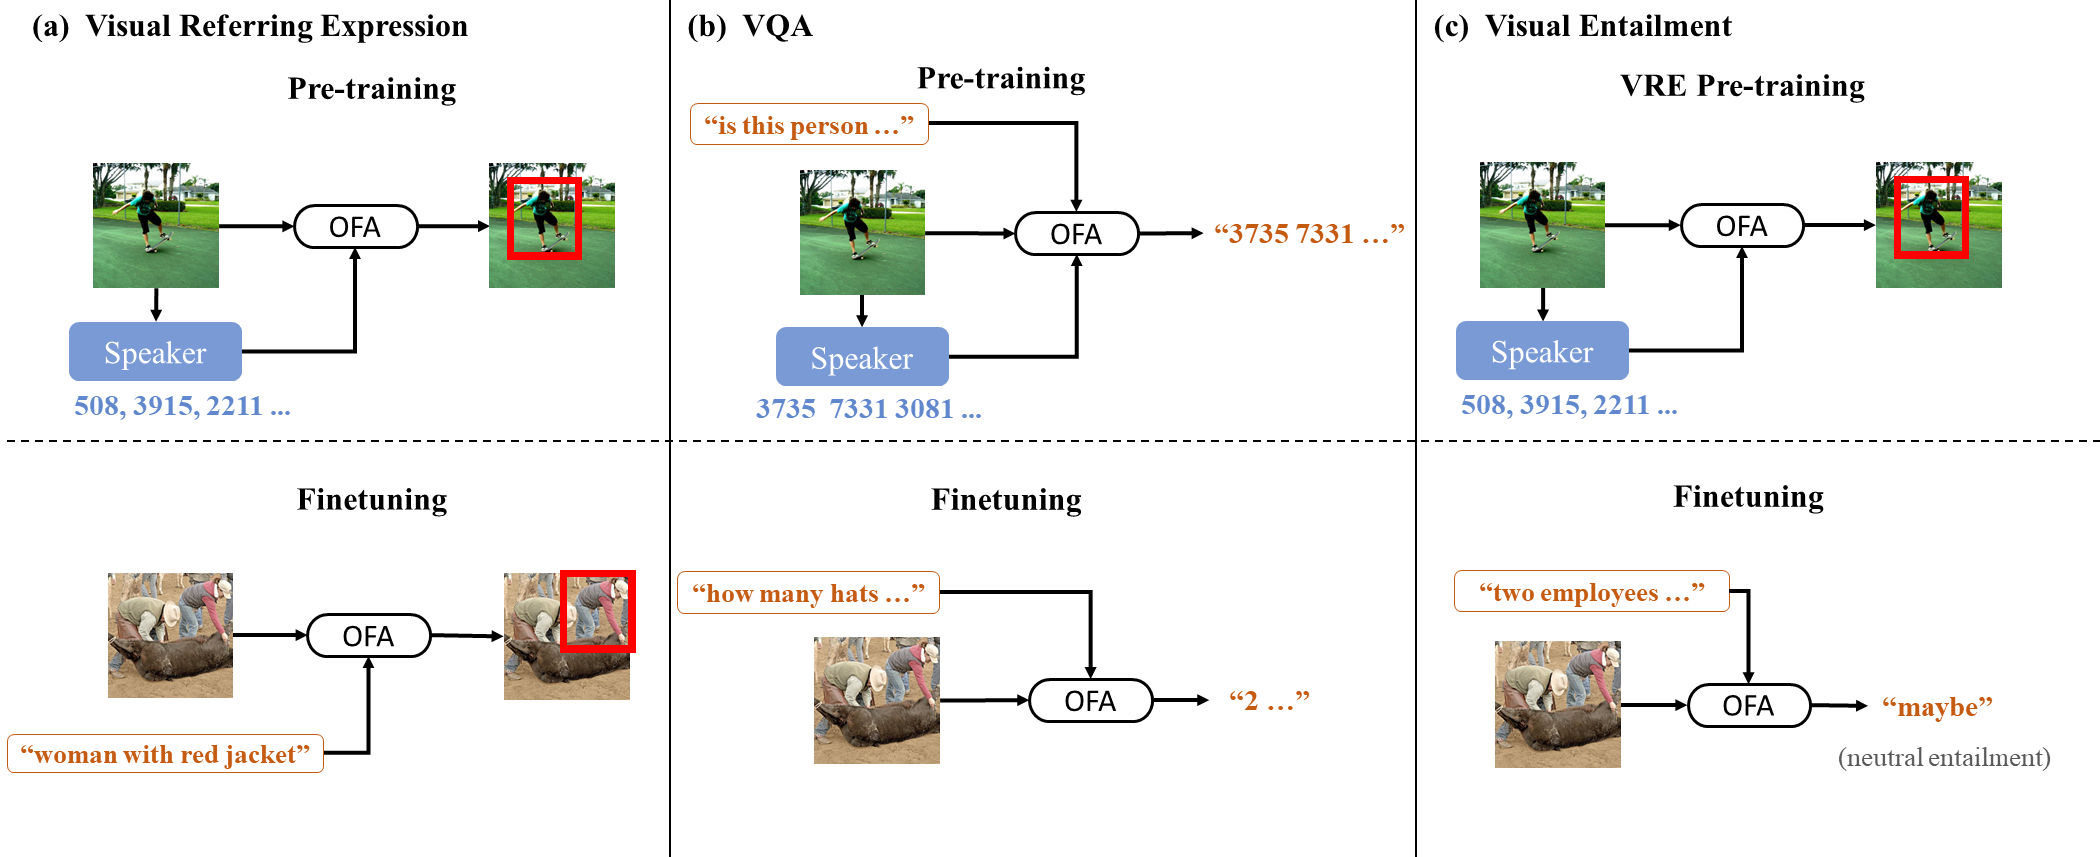 (a) Visual Referring Expression
Pre-training
OFA
Speaker
508, 3915, 2211 ...
Finetuning
OFA
“woman with red jacket”
(b) VQA
Pre-training
“is this person …”
OFA
“3735 7331 …”
Speaker
3735 7331 3081 ...
Finetuning
“how many hats …”
OFA
“2 …”
(c) Visual Entailment
VRE Pre-training
OFA
Speaker
508, 3915, 2211 ...
Finetuning
“two employees …”
OFA
“maybe”
(neutral entailment)